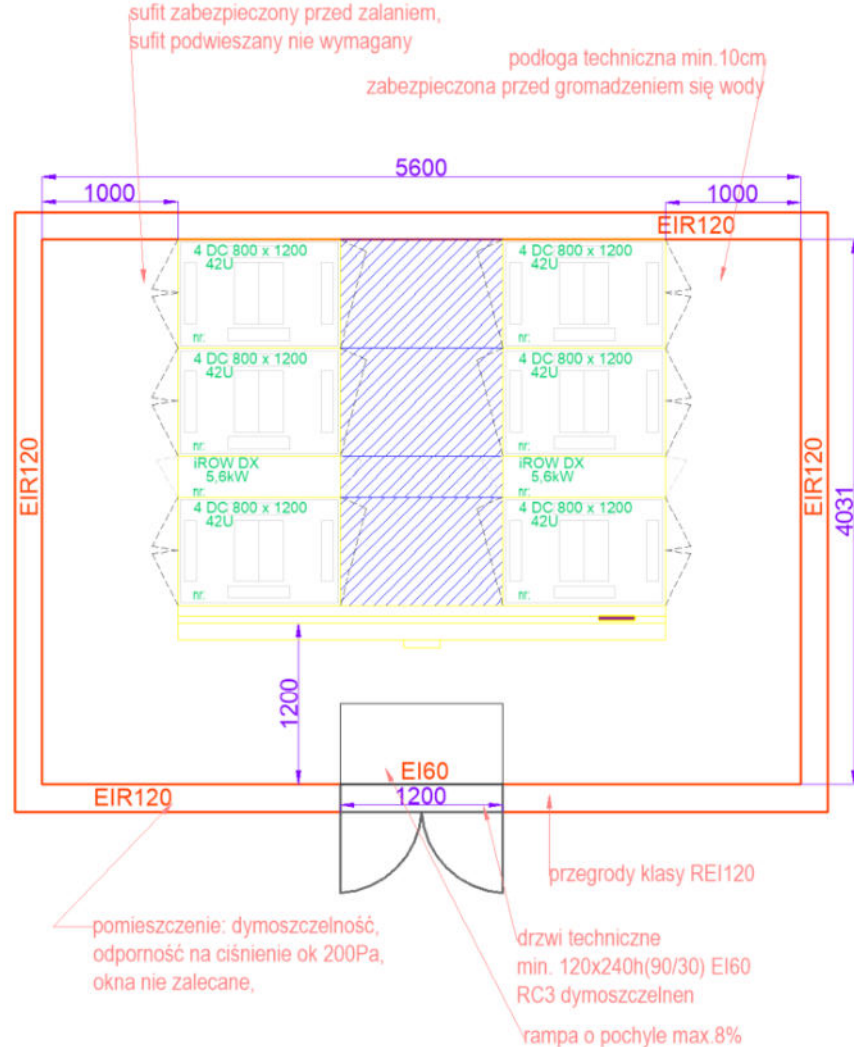 sufit zabezpieczony przed zalaniem,
sufit podwieszany nie wymagany
podłoga techniczna min.10cm
zabezpieczona przed gromadzeniem się wody
5600
1000
1000
EIR120
4 DC 800 x 1200
42U
nr:
4 DC 800 x 1200
42U
nr:
4 DC 800 x 1200
42U
nr:
4 DC 800 x 1200
42U
nr:
EIR120
EIR120
4031
iROW DX
5,6kW
nr:
iROW DX
5,6kW
nr:
4 DC 800 x 1200
42U
nr:
4 DC 800 x 1200
42U
nr:
1200
EI60
EIR120
1200
przegrody klasy REI120
pomieszczenie: dymoszczelność,
odporność na ciśnienie ok 200Pa,
okna nie zalecane,
drzwi techniczne
min. 120x240h(90/30) EI60
RC3 dymoszczelnen
rampa o pochyle max.8%